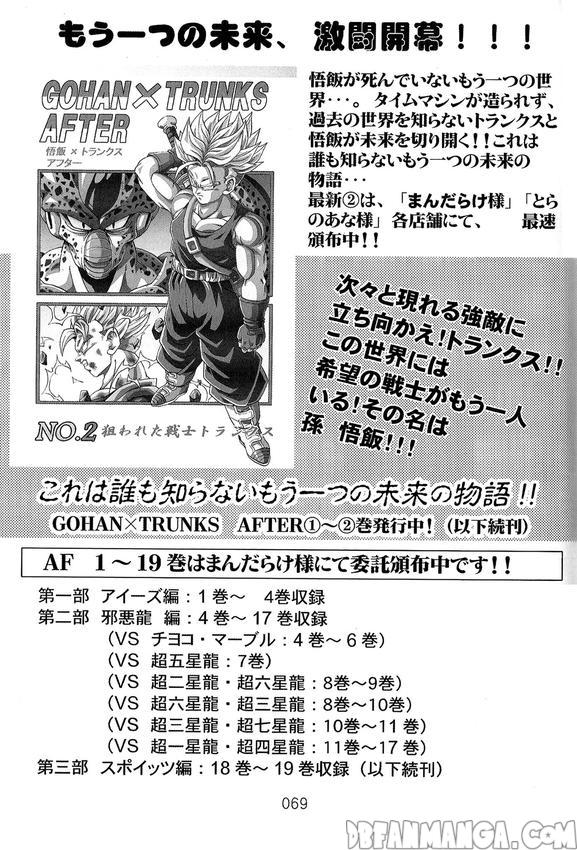 もう一つの未来、激闘開幕！！！
GOHAN×TRUNKS
AFTER
悟飯×トランクス
アフター
NO.2 狙われた戦士トランクス
悟飯が死んでいないもう一つの世
界・・・。タイムマシンが造られず、
過去の世界を知らないトランクスと
悟飯が未来を切り開く！！これは
誰も知らないもう一つの未来の
物語・・・
最新②は、「まんだらけ様」「とら
のあな様」各店舗にて、　最速
頒布中！！
次々と現れる強敵に
立ち向かえ！トランクス！！
この世界には
希望の戦士がもう一人
いる！その名は
孫 悟飯！！！
これは誰も知らないもう一つの未来の物語！！
GOHAN×TRUNKS　AFTER①～②巻発行中！（以下続刊）
AF　1～19巻はまんだらけ様にて委託頒布中です！！
第一部　アイーズ編：1巻～　4巻収録
第二部　邪悪龍　編：4巻～17巻収録
（VS　チヨコ・マーブル：4巻～6巻）
（VS　超五星龍：7巻）
（VS　超二星龍・超六星龍：8巻～9巻）
（VS　超六星龍・超三星龍：8巻～10巻）
（VS　超三星龍・超七星龍：10巻～11巻）
（VS　超一星龍・超四星龍：11巻～17巻）
第三部　スポイッツ編：18巻～19巻収録（以下続刊）
069
DBFANMANGA.COM